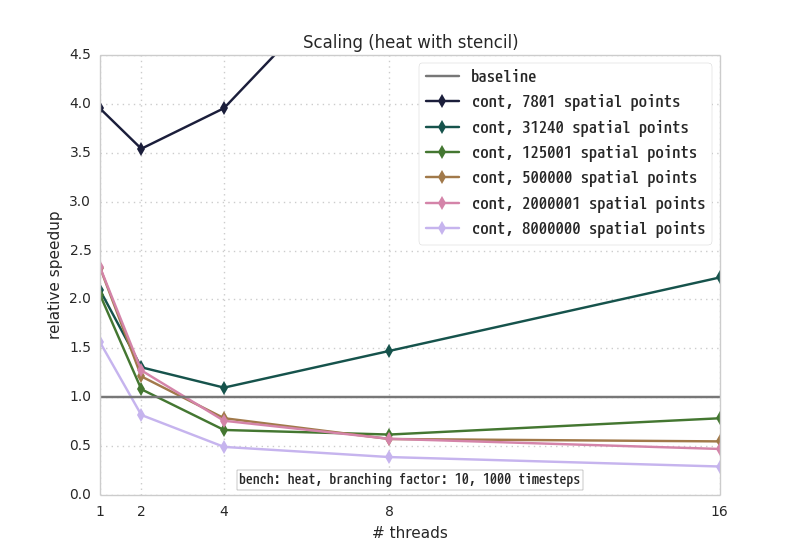 Scaling (heat with stencil)
4.5
4.0
3.5
3.0
2.5
2.0
1.5
1.0
0.5
0.0
relative speedup
baseline
cont, 7801 spatial points
cont, 31240 spatial points
cont, 125001 spatial points
cont, 500000 spatial points
cont, 2000001 spatial points
cont, 8000000 spatial points
bench: heat, branching factor: 10, 1000 timesteps
1 2 4 8 16
# threads